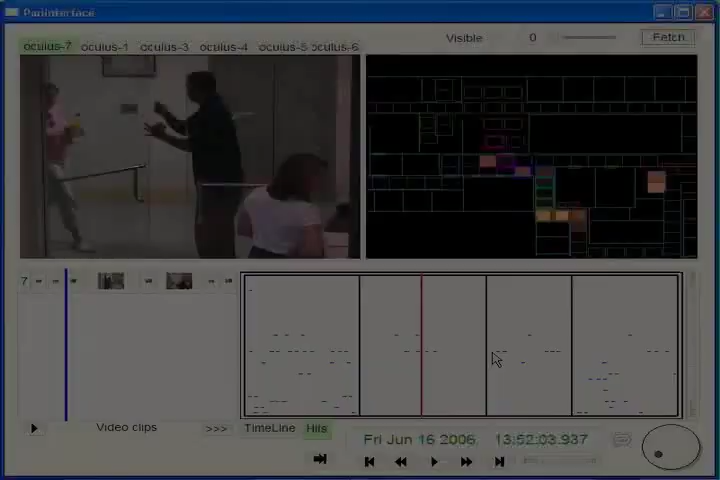 PanInterface
oculus-7 oculus-1 oculus-3 oculus-4 oculus-5 oculus-6 Visible 0 Fetch
7
Video clips >>> TimeLine Hits Fri Jun 16 2006 13:52:03.937